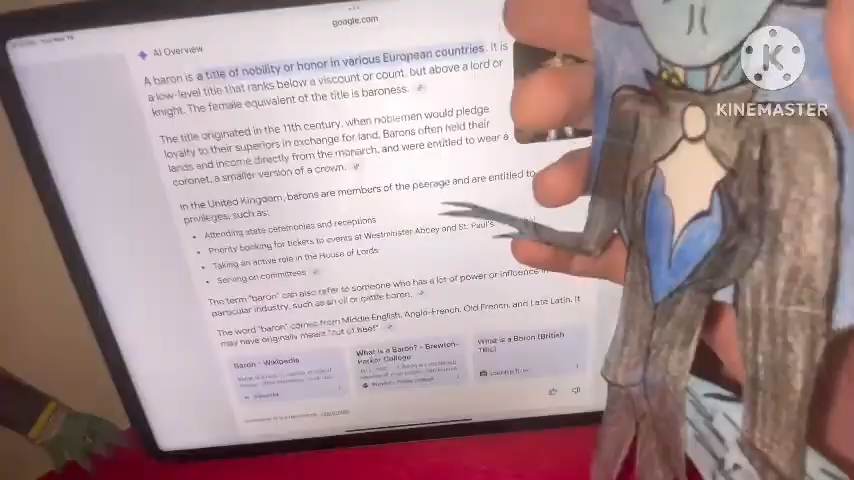 google.com
AI Overview
A baron is a title of nobility or honor in various European countries. It is
a low-level title that ranks below a viscount or count, but above a lord or
knight. The female equivalent of the title is baroness.
The title originated in the 11th century, when noblemen would pledge
loyalty to their superiors in exchange for land. Barons often held their
lands and income directly from the monarch, and were entitled to wear a
coronet, a smaller version of a crown.
In the United Kingdom, barons are members of the peerage and are entitled to
privileges, such as:
• Attending state ceremonies and receptions
• Priority booking for tickets to events at Westminster Abbey and St. Paul's
• Taking an active role in the House of Lords
• Serving on committees
The term "baron" can also refer to someone who has a lot of power or influence in
particular industry, such as an oil or cattle baron.
The word "baron" comes from Middle English, Anglo-French, Old French, and Late Latin. It
may have originally meant
Baron - Wikipedia
What is a Baron? - Brewton-
Parker College
What is a Baron (British
Title)
Wikipedia
K
KINEMASTER